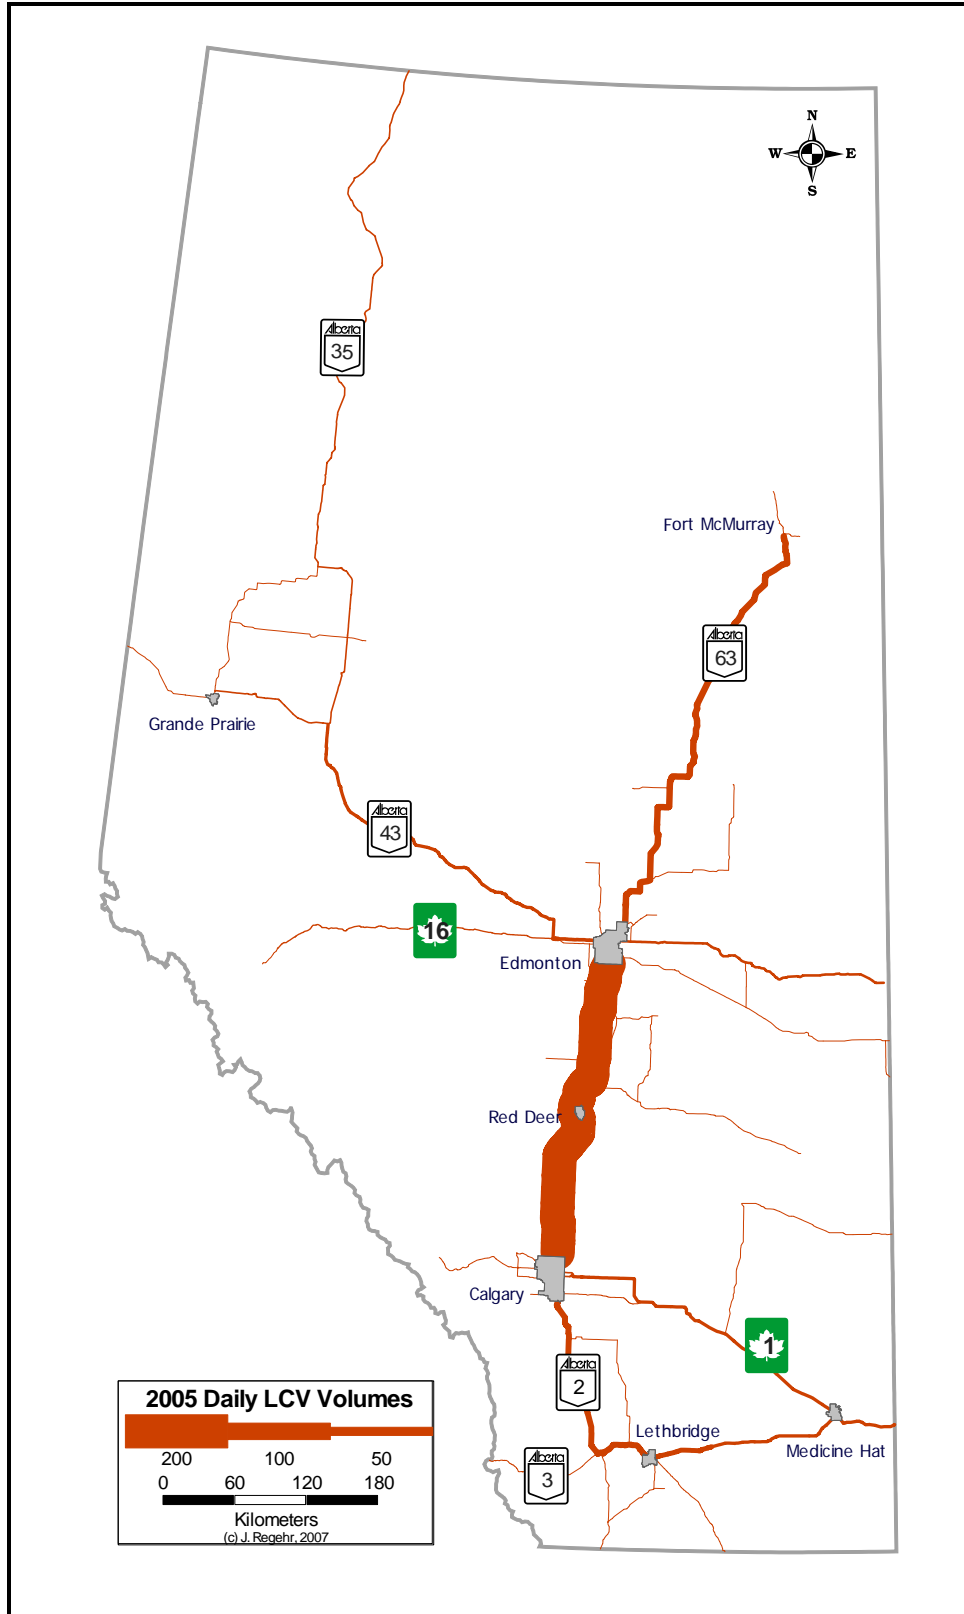 N
W E
S
Alberta
35
Fort McMurray
Alberta
63
Grande Prairie
Alberta
43
16
Edmonton
Red Deer
Calgary
1
Alberta
2
Lethbridge
Medicine Hat
Alberta
3
2005 Daily LCV Volumes
200 100 50
0 60 120 180
Kilometers
(c) J. Regehr, 2007